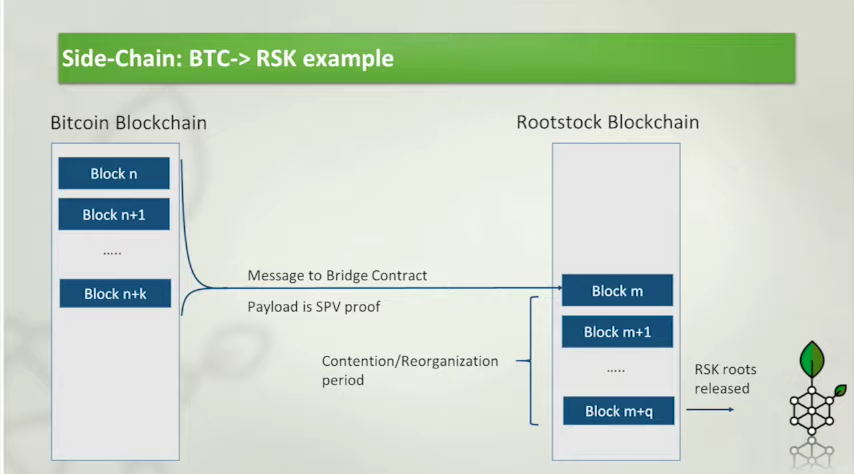 Side-Chain: BTC-> RSK example
Bitcoin Blockchain
Rootstock Blockchain
Block n
Block n+1
.....
Block n+k
Message to Bridge Contract
Payload is SPV proof
Block m
Block m+1
.....
Block m+q
Contention/Reorganization
period
RSK roots
released